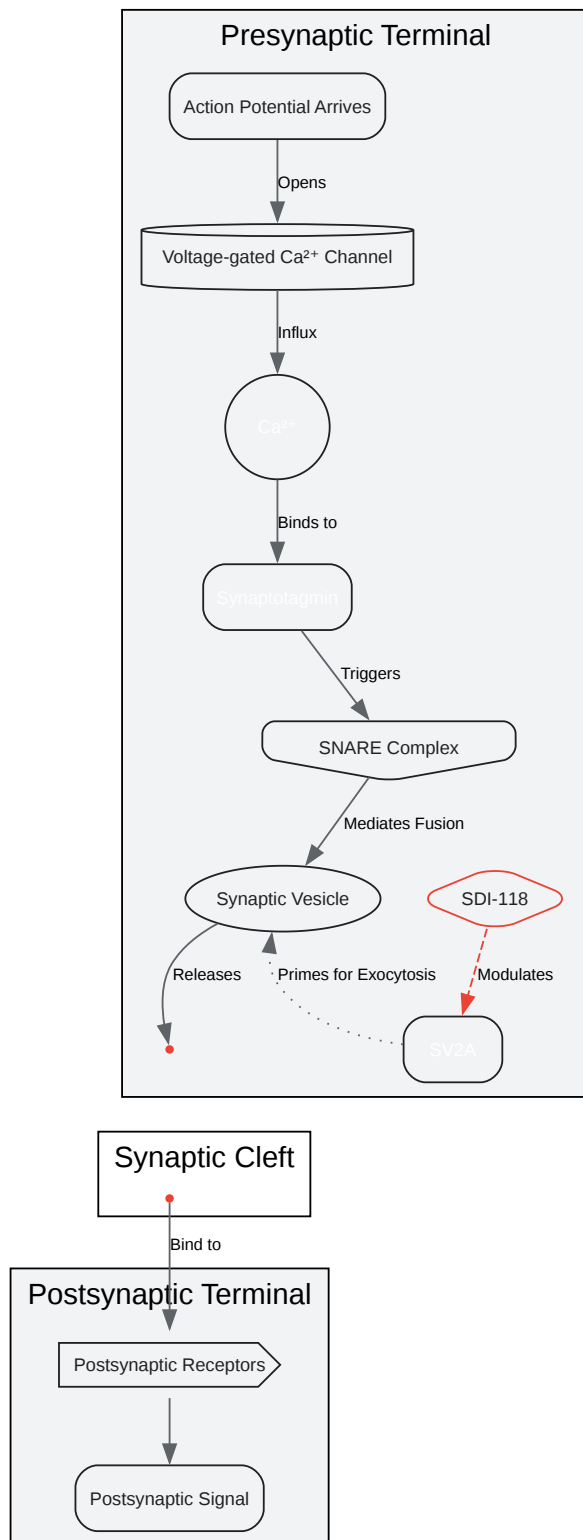 Presynaptic Terminal
Action Potential Arrives
Opens
Voltage-gated Ca²⁺ Channel
Influx
Ca²⁺
Binds to
Synaptotagmin
Triggers
SNARE Complex
Mediates Fusion
Synaptic Vesicle
SDI-118
Releases
Primes for Exocytosis
Modulates
SV2A
Synaptic Cleft
Bind to
Postsynaptic Terminal
Postsynaptic Receptors
Postsynaptic Signal